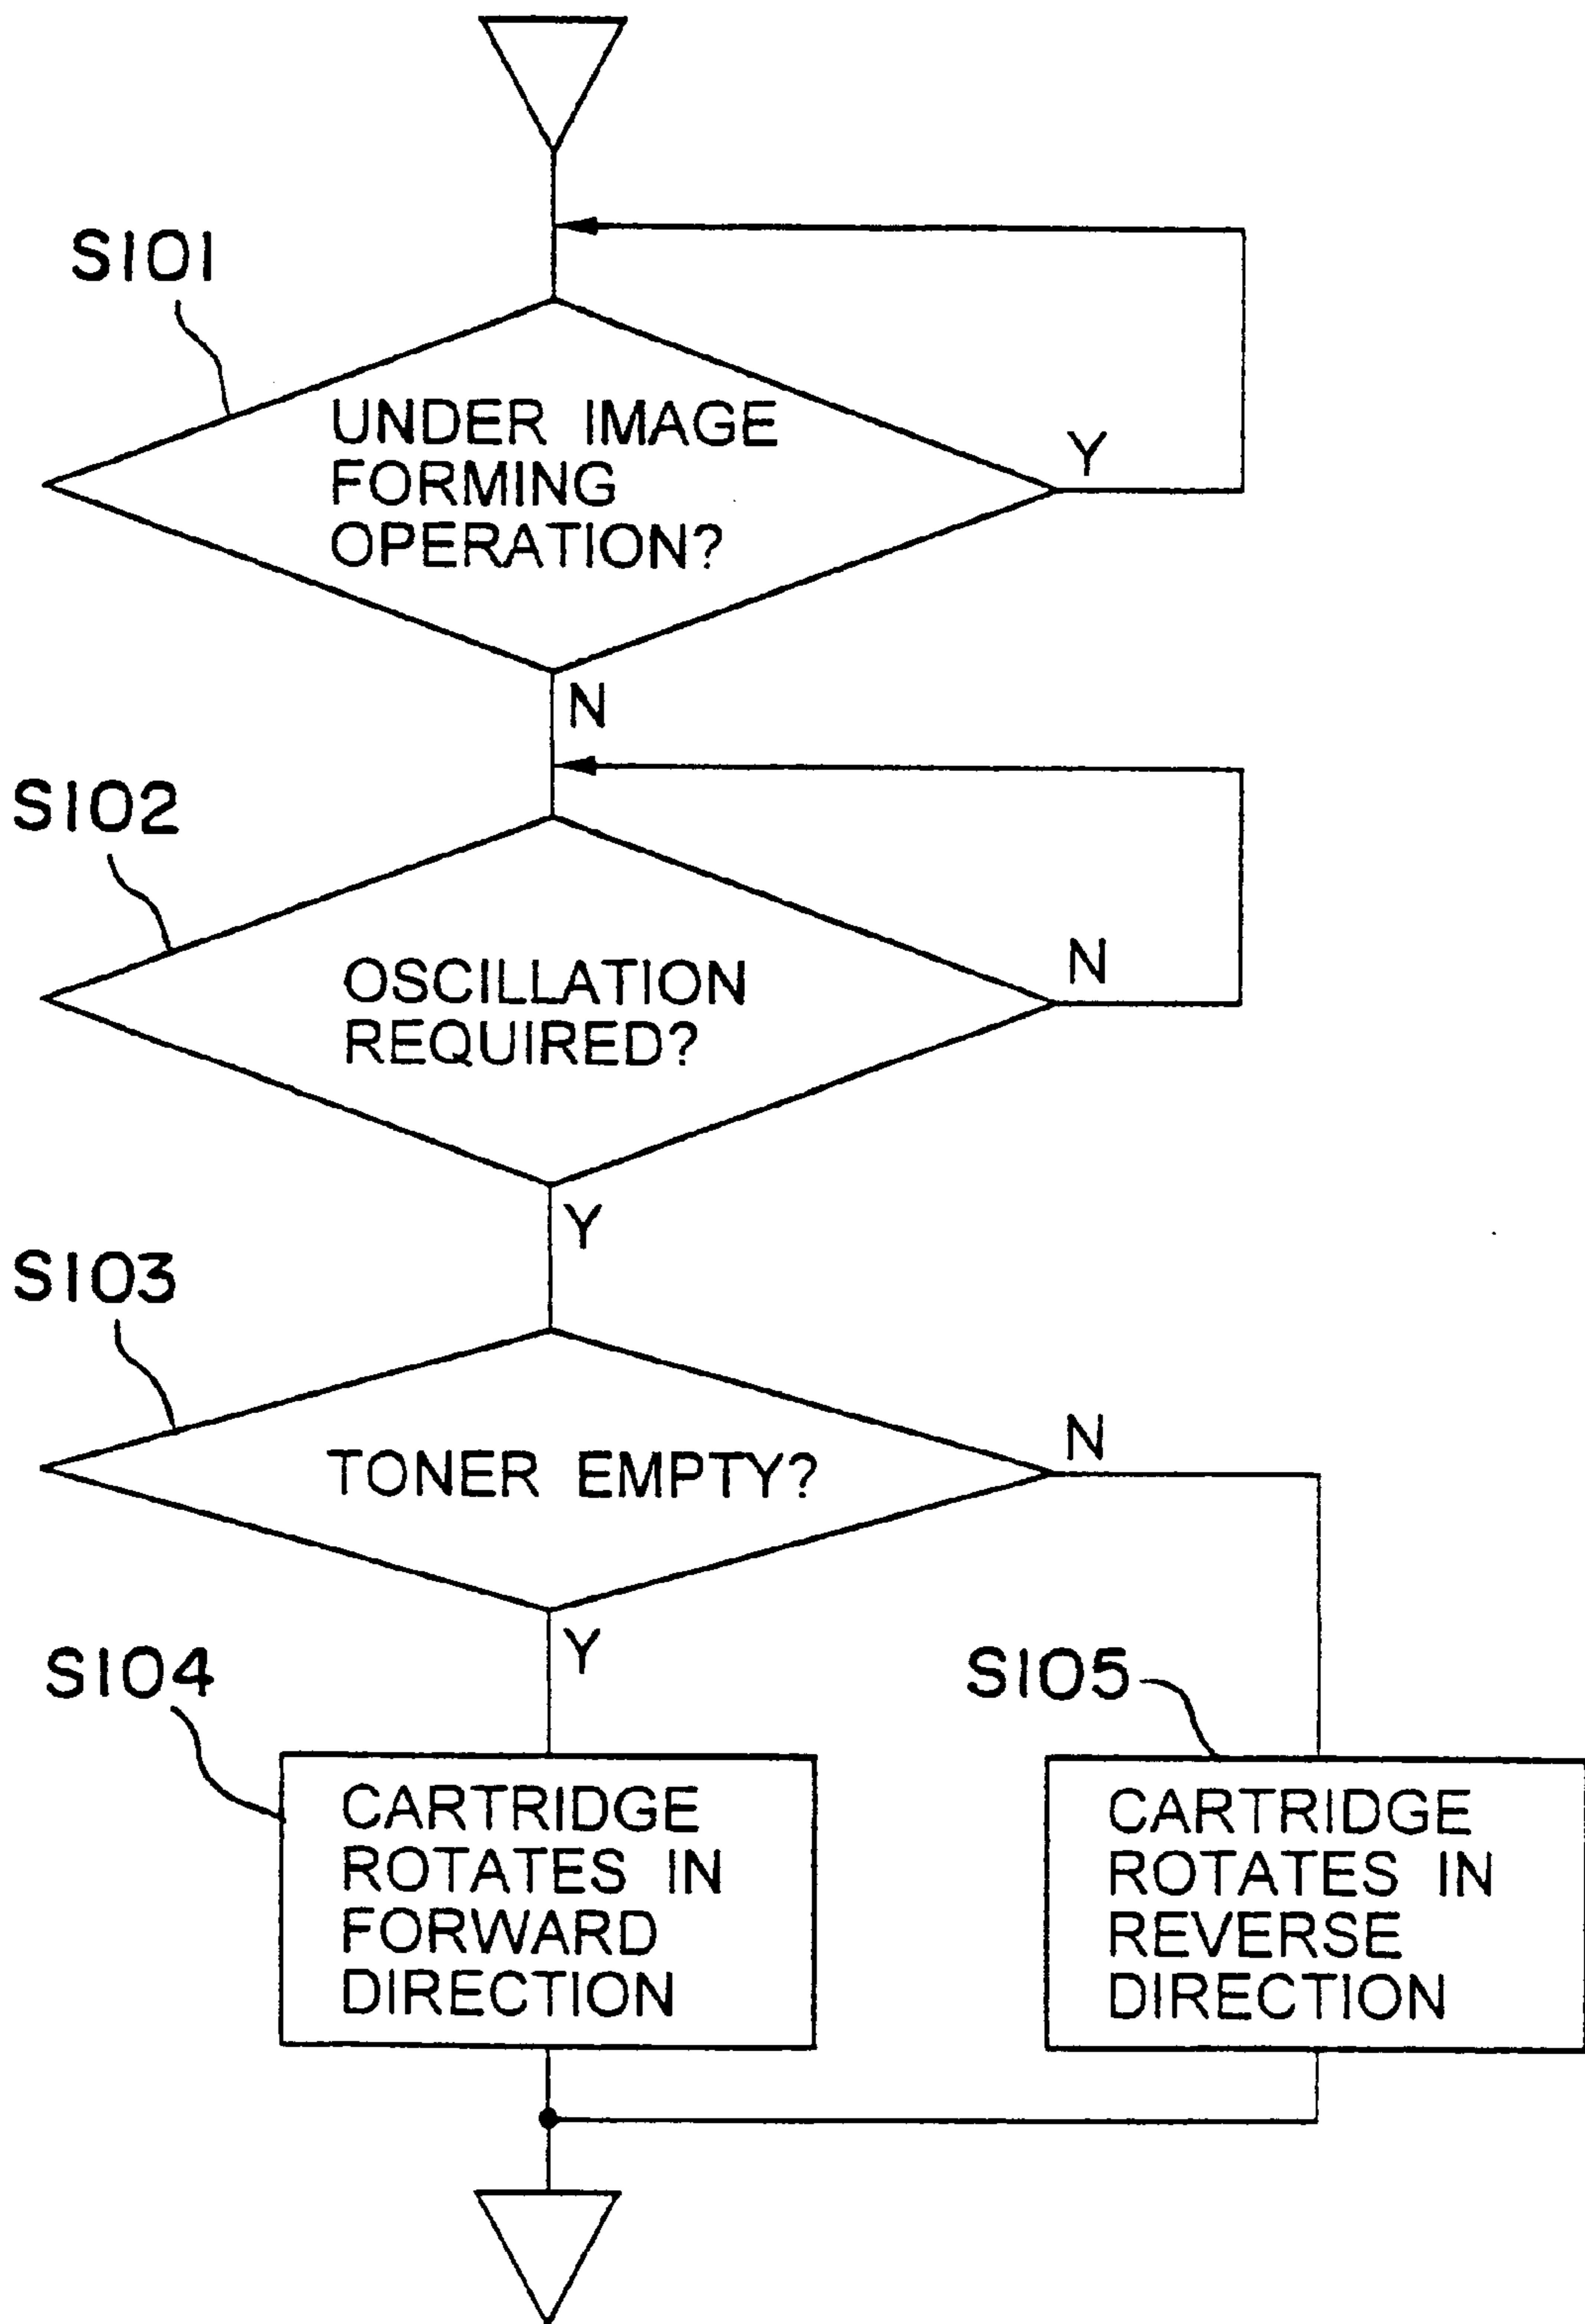 S101
UNDER IMAGE
FORMING
OPERATION?
Y
N
S102
OSCILLATION
REQUIRED?
N
Y
S103
TONER EMPTY?
N
Y
S104
CARTRIDGE
ROTATES IN
FORWARD
DIRECTION
S105
CARTRIDGE
ROTATES IN
REVERSE
DIRECTION